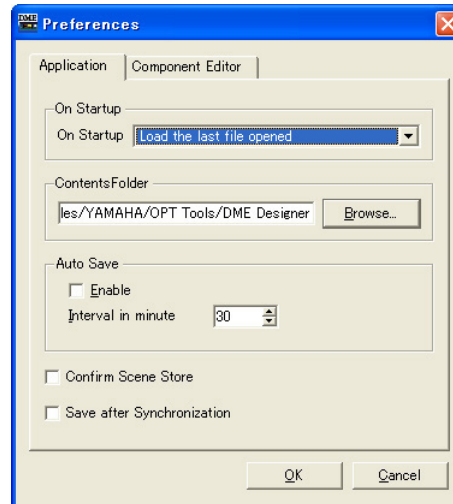 DME Preferences
Application Component Editor
On Startup
On Startup Load the last file opened
ContentsFolder
les/YAMAHA/OPT Tools/DME Designer Browse...
Auto Save
Enable
Interval in minute 30
Confirm Scene Store
Save after Synchronization
OK Cancel